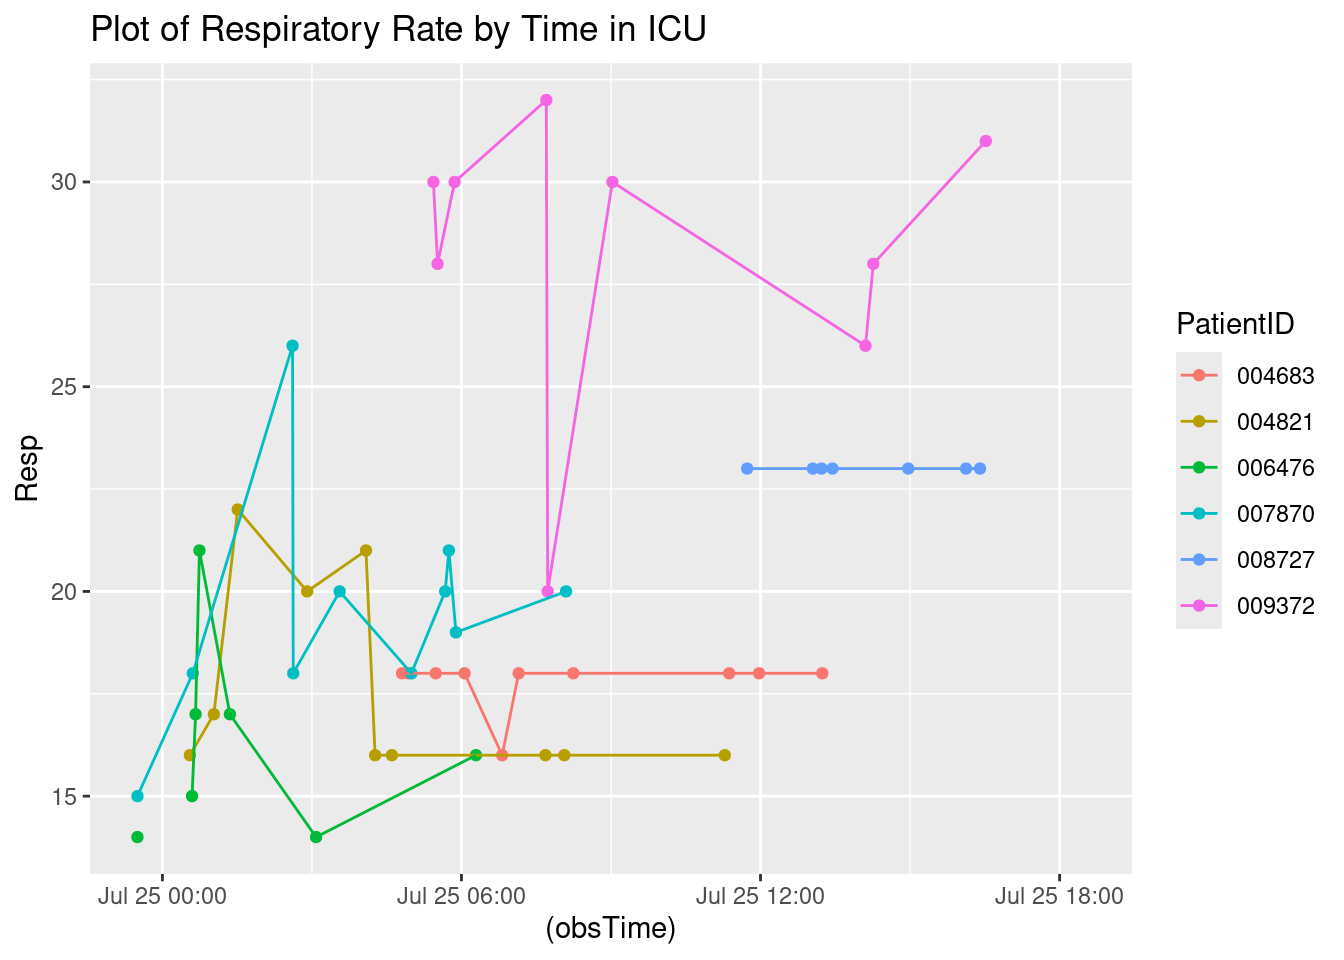 Plot of Respiratory Rate by Time in ICU
Resp
30
25
20
15
Jul 25 00:00
Jul 25 06:00
Jul 25 12:00
Jul 25 18:00
(obsTime)
PatientID
004683
004821
006476
007870
008727
009372